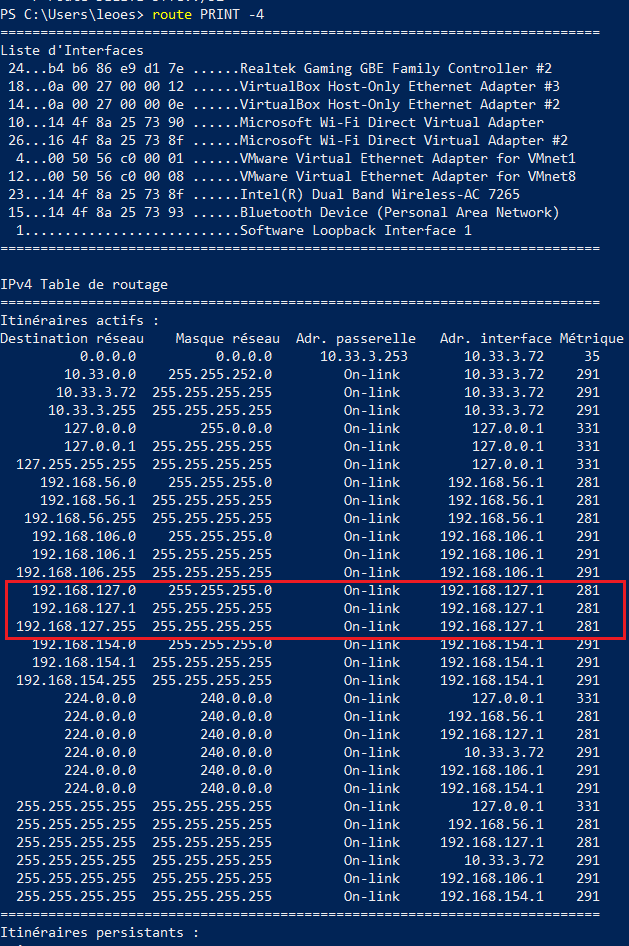 PS C:\Users\leoes> route PRINT -4
===========================================================================
Liste d'Interfaces
 24...b4 b6 86 e9 d1 7e ......Realtek Gaming GBE Family Controller #2
 18...0a 00 27 00 00 12 ......VirtualBox Host-Only Ethernet Adapter #3
 14...0a 00 27 00 00 0e ......VirtualBox Host-Only Ethernet Adapter #2
 10...14 4f 8a 25 73 90 ......Microsoft Wi-Fi Direct Virtual Adapter
 26...16 4f 8a 25 73 8f ......Microsoft Wi-Fi Direct Virtual Adapter #2
  4...00 50 56 c0 00 01 ......VMware Virtual Ethernet Adapter for VMnet1
 12...00 50 56 c0 00 08 ......VMware Virtual Ethernet Adapter for VMnet8
 23...14 4f 8a 25 73 8f ......Intel(R) Dual Band Wireless-AC 7265
 15...14 4f 8a 25 73 93 ......Bluetooth Device (Personal Area Network)
  1...........................Software Loopback Interface 1
===========================================================================
IPv4 Table de routage
===========================================================================
Itinéraires actifs :
Destination réseau    Masque réseau  Adr. passerelle   Adr. interface Métrique
0.0.0.0 0.0.0.0 10.33.3.253 10.33.3.72 35
10.33.0.0 255.255.252.0 On-link 10.33.3.72 291
10.33.3.72 255.255.255.255 On-link 10.33.3.72 291
10.33.3.255 255.255.255.255 On-link 10.33.3.72 291
127.0.0.0 255.0.0.0 On-link 127.0.0.1 331
127.0.0.1 255.255.255.255 On-link 127.0.0.1 331
127.255.255.255 255.255.255.255 On-link 127.0.0.1 331
192.168.56.0 255.255.255.0 On-link 192.168.56.1 281
192.168.56.1 255.255.255.255 On-link 192.168.56.1 281
192.168.56.255 255.255.255.255 On-link 192.168.56.1 281
192.168.106.0 255.255.255.0 On-link 192.168.106.1 291
192.168.106.1 255.255.255.255 On-link 192.168.106.1 291
192.168.106.255 255.255.255.255 On-link 192.168.106.1 291
192.168.127.0 255.255.255.0 On-link 192.168.127.1 281
192.168.127.1 255.255.255.255 On-link 192.168.127.1 281
192.168.127.255 255.255.255.255 On-link 192.168.127.1 281
192.168.154.0 255.255.255.0 On-link 192.168.154.1 291
192.168.154.1 255.255.255.255 On-link 192.168.154.1 291
192.168.154.255 255.255.255.255 On-link 192.168.154.1 291
224.0.0.0 240.0.0.0 On-link 127.0.0.1 331
224.0.0.0 240.0.0.0 On-link 192.168.56.1 281
224.0.0.0 240.0.0.0 On-link 192.168.127.1 281
224.0.0.0 240.0.0.0 On-link 10.33.3.72 291
224.0.0.0 240.0.0.0 On-link 192.168.106.1 291
224.0.0.0 240.0.0.0 On-link 192.168.154.1 291
255.255.255.255 255.255.255.255 On-link 127.0.0.1 331
255.255.255.255 255.255.255.255 On-link 192.168.56.1 281
255.255.255.255 255.255.255.255 On-link 192.168.127.1 281
255.255.255.255 255.255.255.255 On-link 10.33.3.72 291
255.255.255.255 255.255.255.255 On-link 192.168.106.1 291
255.255.255.255 255.255.255.255 On-link 192.168.154.1 291
===========================================================================
Itinéraires persistants :